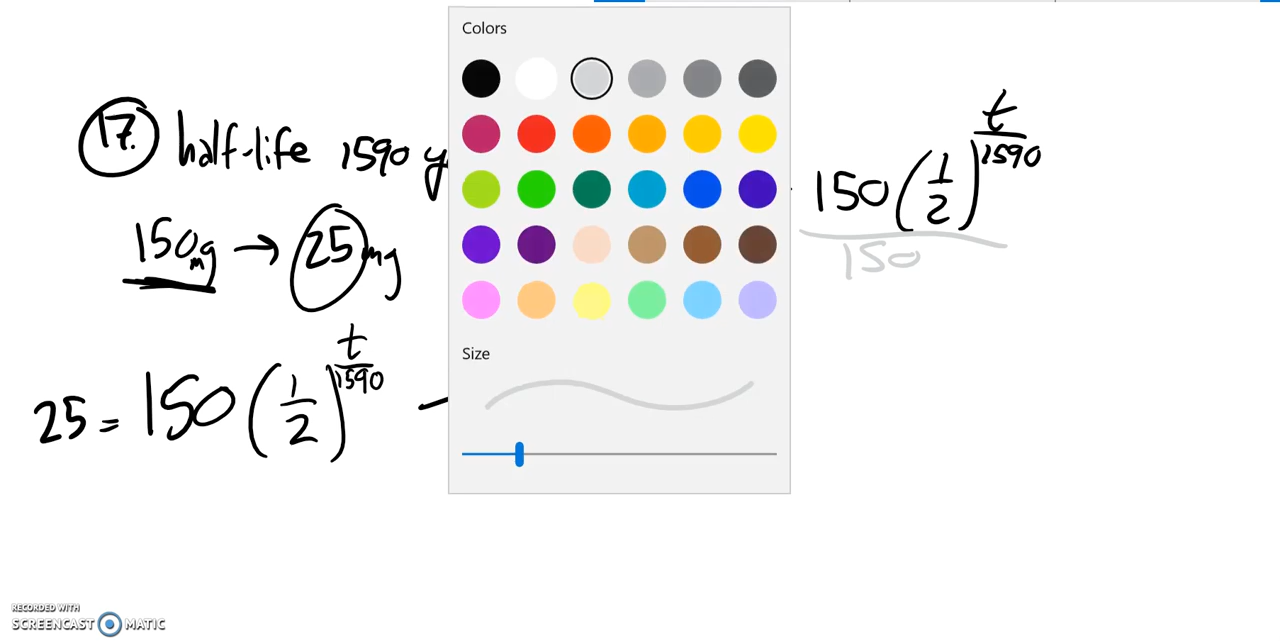 Colors
17. half-life 1590 y
150mg → 25mg
25 = 150 (1/2)^(t/1590)
150 (1/2)^(t/1590)
150
Size
RECORDED WITH
SCREENCAST MATIC